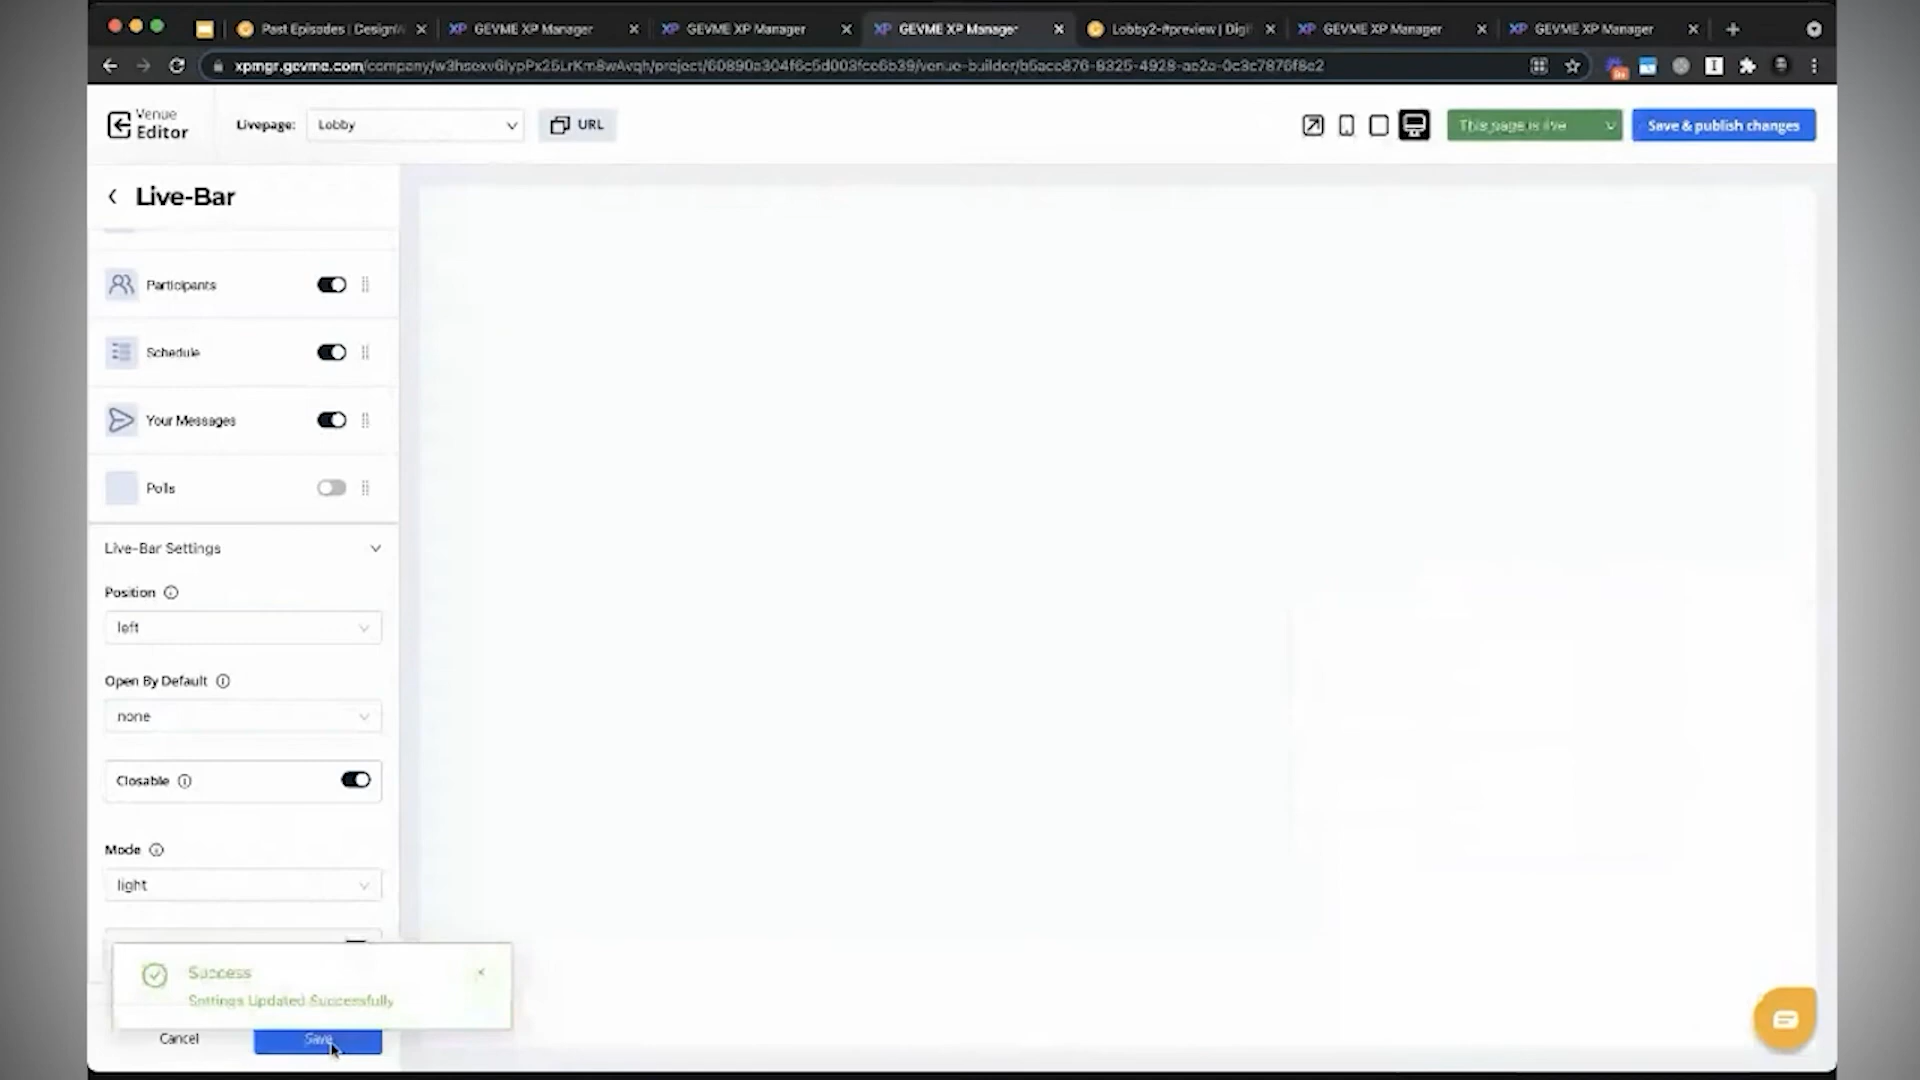 Past Episodes | Design
GEVME XP Manager
GEVME XP Manager
GEVME XP Manager
Lobby2-#preview | Digi
GEVME XP Manager
GEVME XP Manager
Venue
Editor
Livepage:
Lobby
URL
This page is live
Save & publish changes
Live-Bar
Participants
Schedule
Your Messages
Polls
Live-Bar Settings
Position
left
Open By Default
none
Closable
Mode
light
Success
Settings Updated Successfully
Cancel
Save